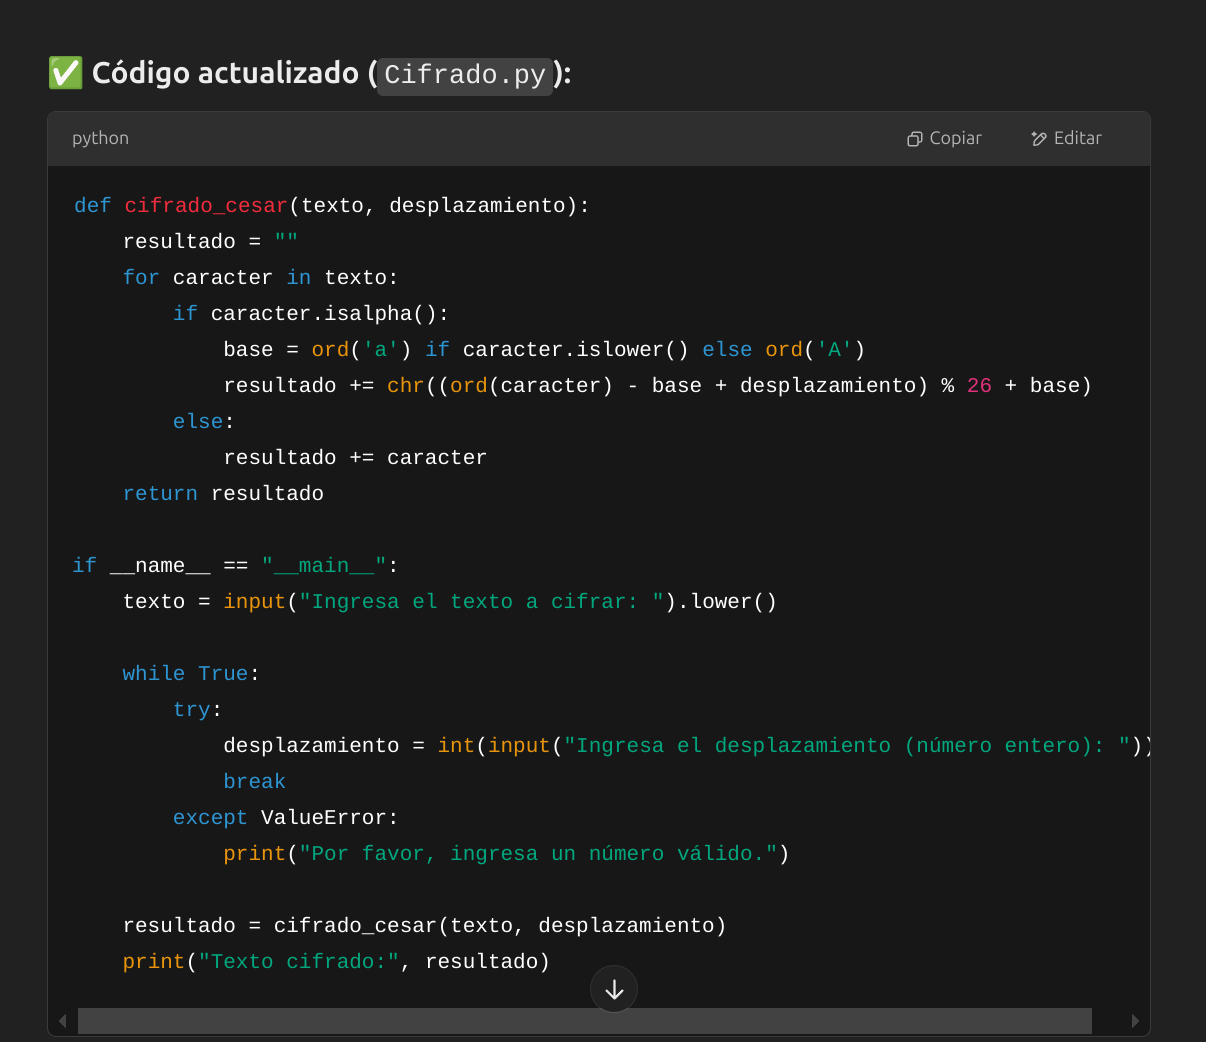 ✅ Código actualizado (Cifrado.py):
python
Copiar
Editar
def cifrado_cesar(texto, desplazamiento):
    resultado = ""
    for caracter in texto:
        if caracter.isalpha():
            base = ord('a') if caracter.islower() else ord('A')
            resultado += chr((ord(caracter) - base + desplazamiento) % 26 + base)
        else:
            resultado += caracter
    return resultado

if __name__ == "__main__":
    texto = input("Ingresa el texto a cifrar: ").lower()

    while True:
        try:
            desplazamiento = int(input("Ingresa el desplazamiento (número entero): "))
            break
        except ValueError:
            print("Por favor, ingresa un número válido.")

    resultado = cifrado_cesar(texto, desplazamiento)
    print("Texto cifrado:", resultado)